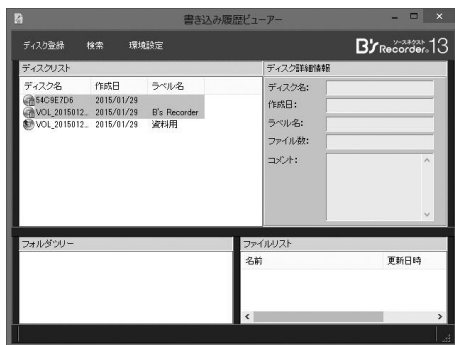 書き込み履歴ビューアー
ディスク登録 検索 環境設定
ソースネクスト
B's Recorder 13
ディスクリスト
ディスク名 作成日 ラベル名
54C9E7D6 2015/01/29
VOL_2015012... 2015/01/29 B's Recorder
VOL_2015012... 2015/01/29 資料用
ディスク詳細情報
ディスク名:
作成日:
ラベル名:
ファイル数:
コメント:
フォルダツリー
ファイルリスト
名前 更新日時